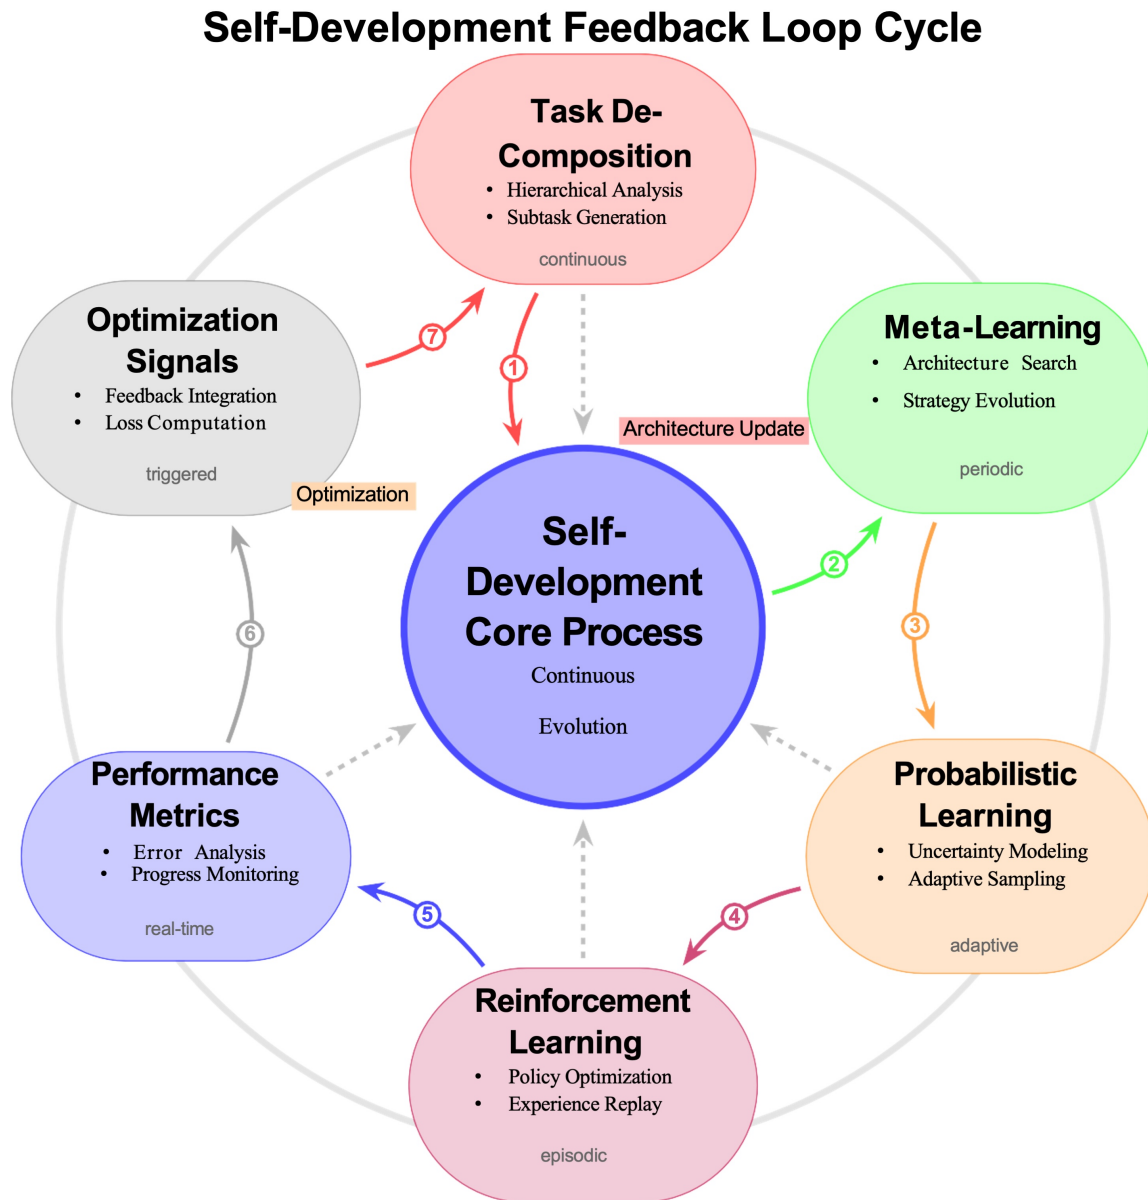 Self-Development Feedback Loop Cycle
Task De-
Composition
• Hierarchical Analysis
• Subtask Generation
continuous
Optimization
Signals
• Feedback Integration
• Loss Computation
triggered
Meta-Learning
• Architecture Search
• Strategy Evolution
periodic
7
1
Architecture Update
Optimization
Self-
Development
Core Process
Continuous
Evolution
2
3
6
Performance
Metrics
• Error Analysis
• Progress Monitoring
real-time
Probabilistic
Learning
• Uncertainty Modeling
• Adaptive Sampling
adaptive
5
4
Reinforcement
Learning
• Policy Optimization
• Experience Replay
episodic